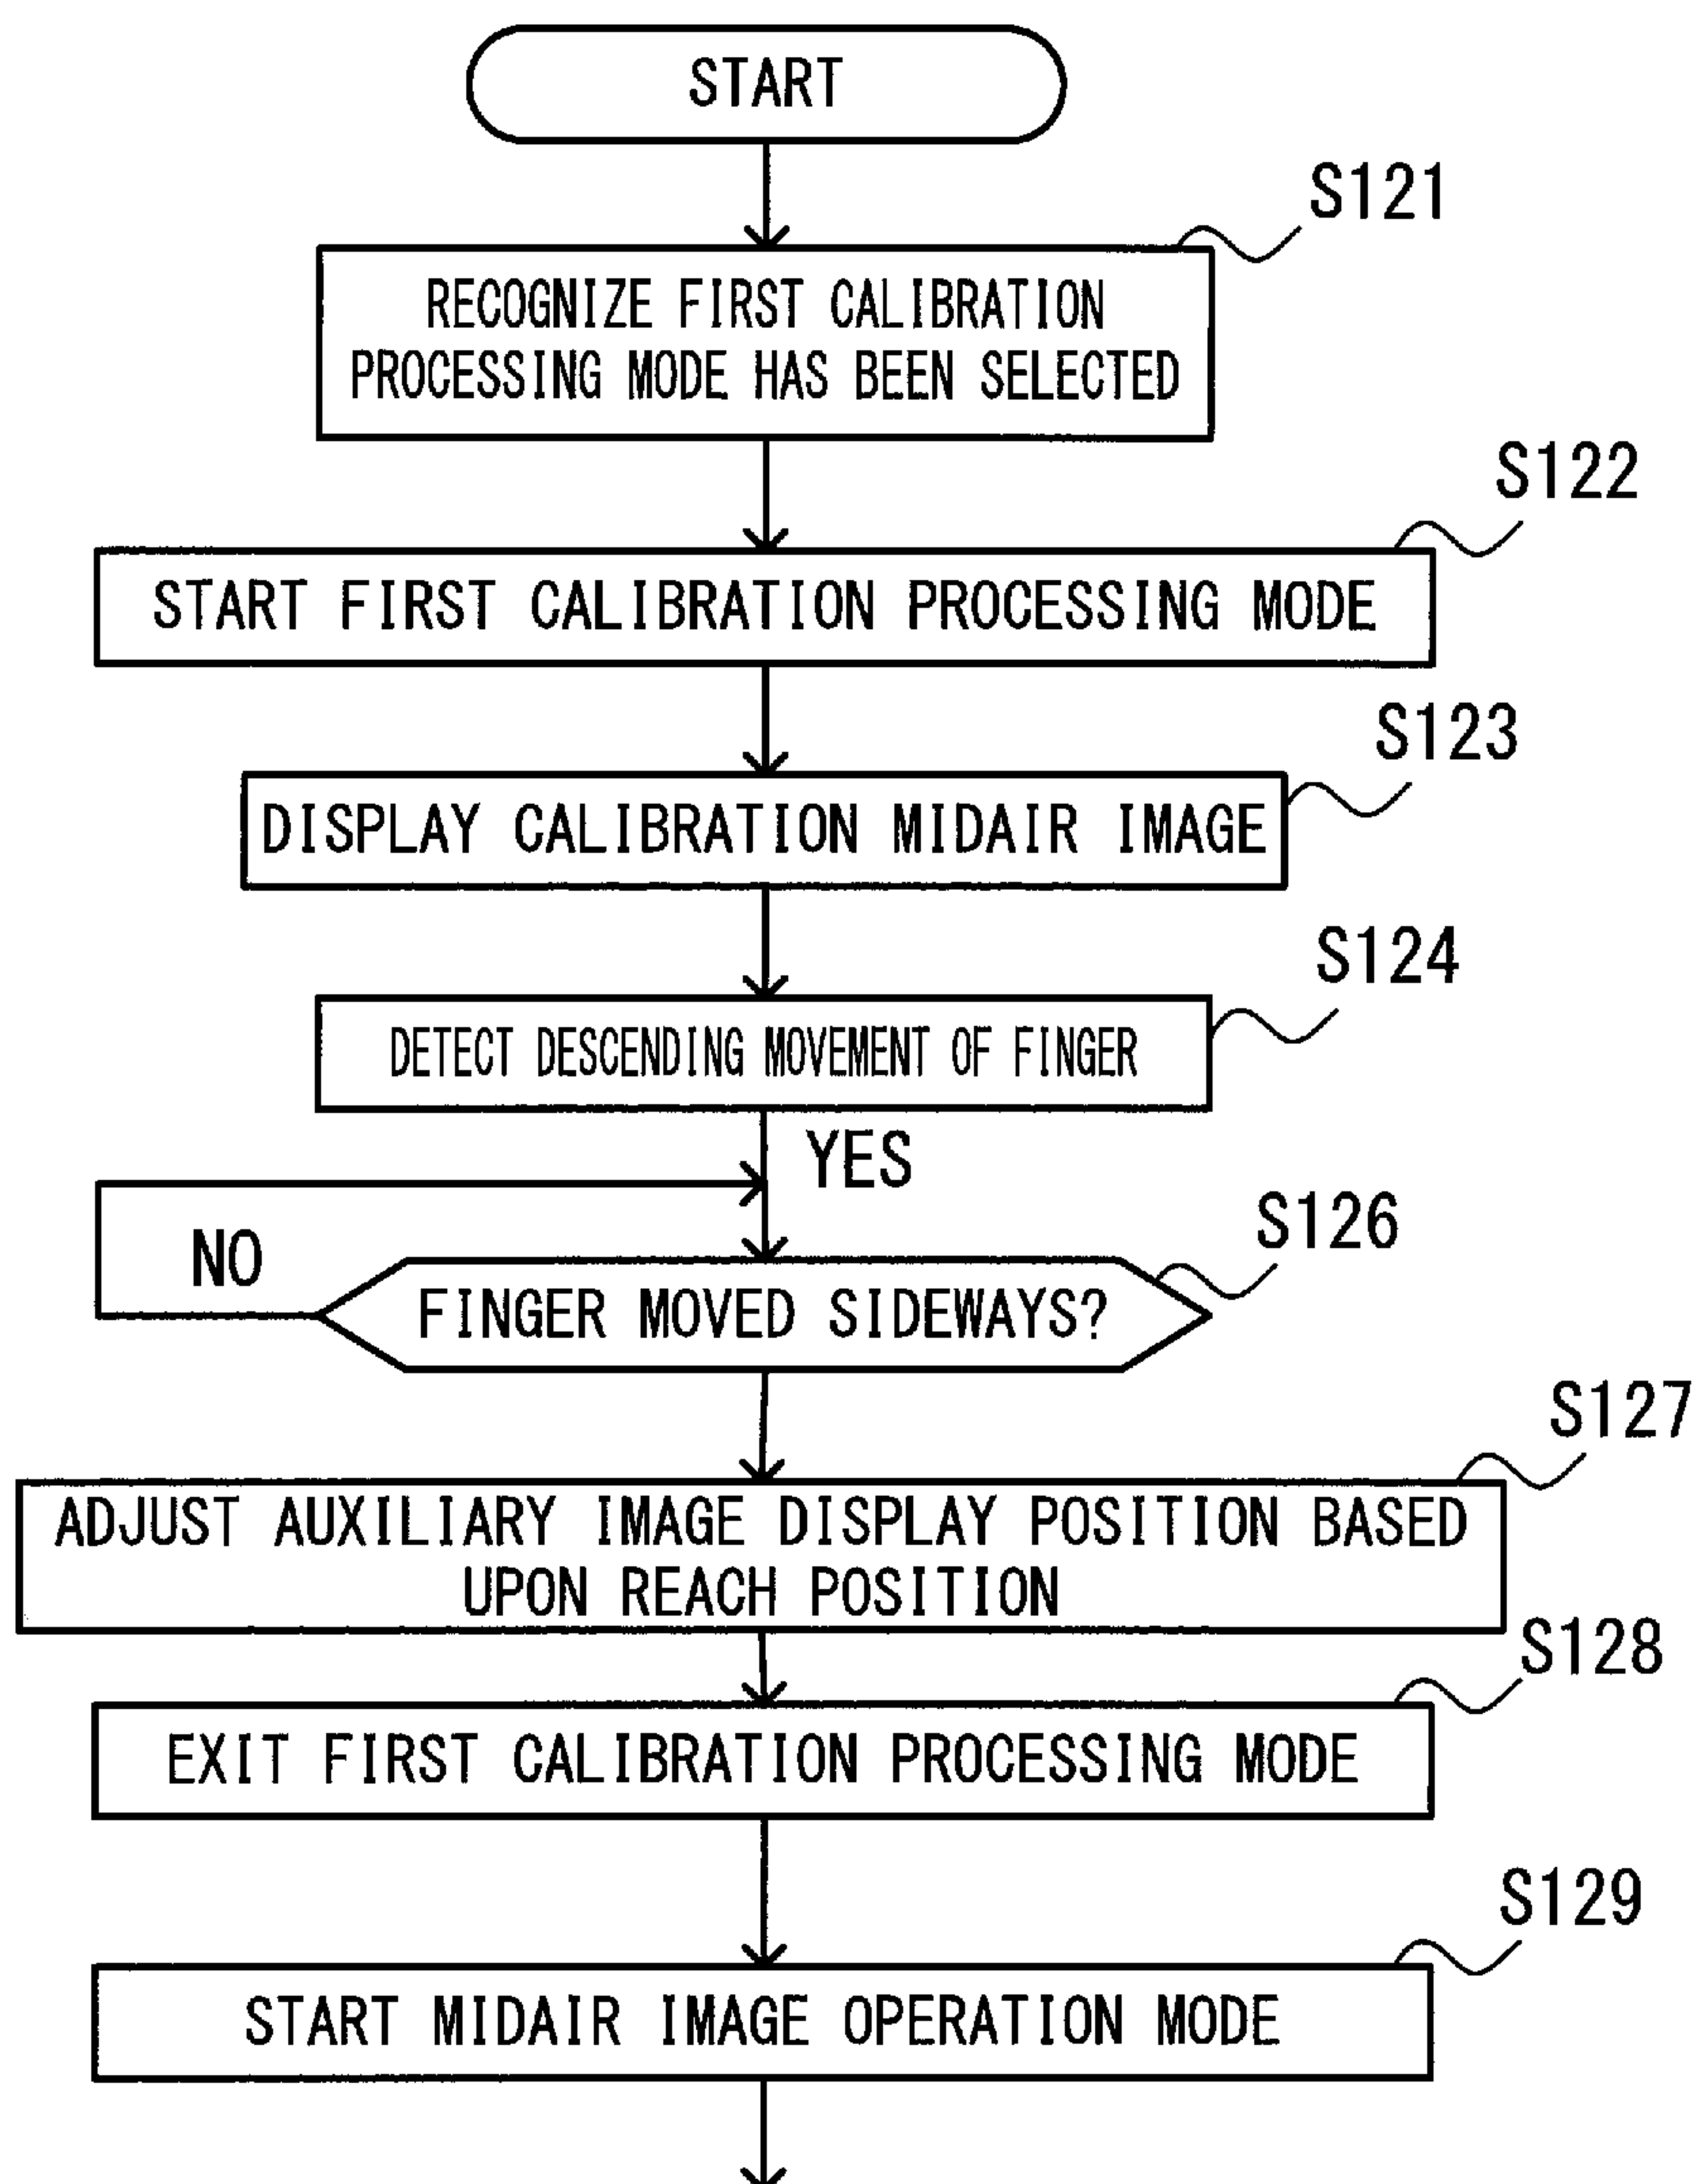 START
S121
RECOGNIZE FIRST CALIBRATION
PROCESSING MODE HAS BEEN SELECTED
S122
START FIRST CALIBRATION PROCESSING MODE
S123
DISPLAY CALIBRATION MIDAIR IMAGE
S124
DETECT DESCENDING MOVEMENT OF FINGER
YES
NO
S126
FINGER MOVED SIDEWAYS?
S127
ADJUST AUXILIARY IMAGE DISPLAY POSITION BASED
UPON REACH POSITION
S128
EXIT FIRST CALIBRATION PROCESSING MODE
S129
START MIDAIR IMAGE OPERATION MODE